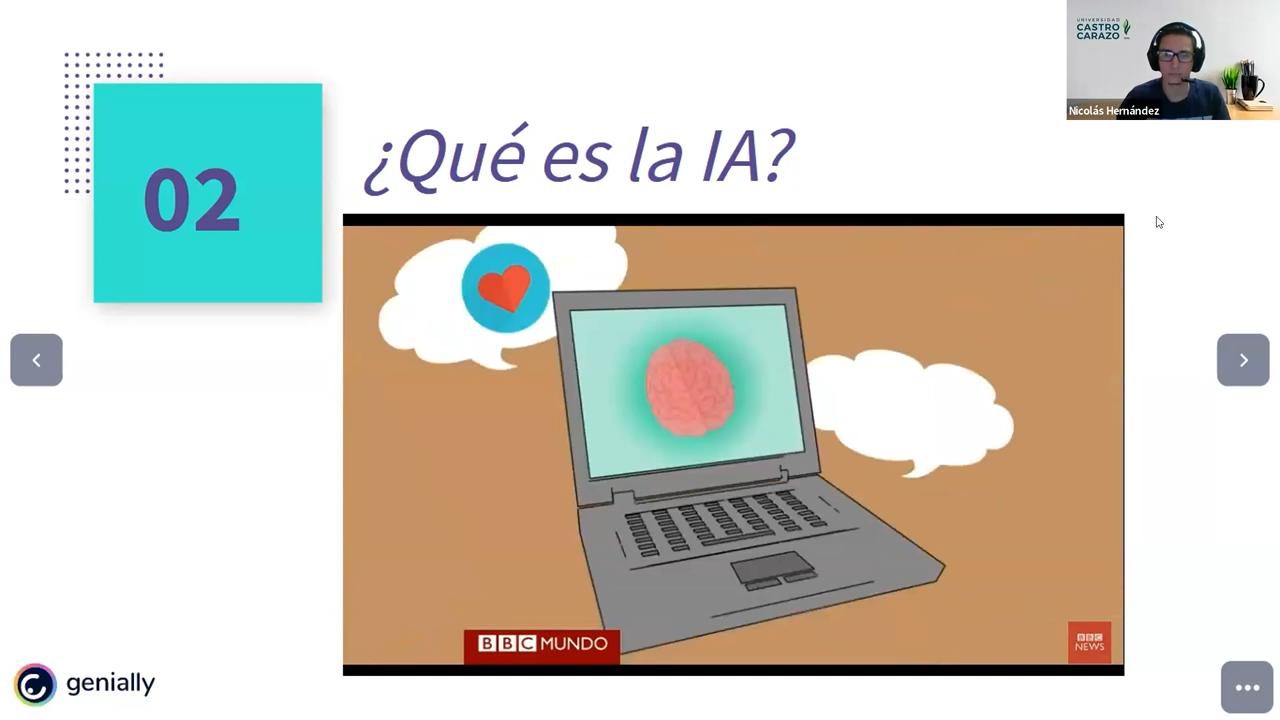 UNIVERSIDAD
CASTRO
CARAZO
Nicolás Hernández
02
¿Qué es la IA?
BBC MUNDO
BBC
NEWS
genially